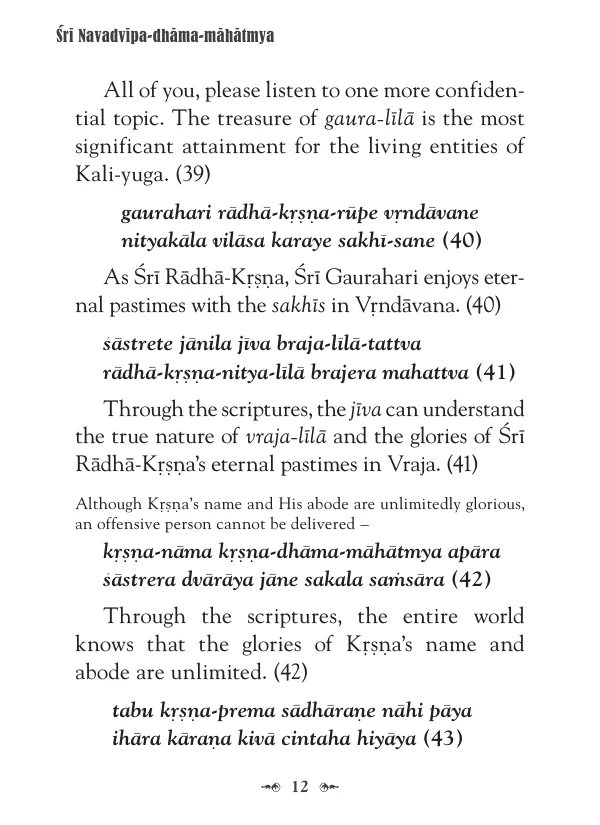 Śrī Navadvīpa-dhāma-māhātmya
All of you, please listen to one more confiden-
tial topic. The treasure of gaura-līlā is the most
significant attainment for the living entities of
Kali-yuga. (39)
gaurahari rādhā-kṛṣṇa-rūpe vṛndāvane
nityakāla vilāsa karaye sakhī-sane (40)
As Śrī Rādhā-Kṛṣṇa, Śrī Gaurahari enjoys eter-
nal pastimes with the sakhīs in Vṛndāvana. (40)
śāstrete jānila jīva braja-līlā-tattva
rādhā-kṛṣṇa-nitya-līlā brajera mahattva (41)
Through the scriptures, the jīva can understand
the true nature of vraja-līlā and the glories of Śrī
Rādhā-Kṛṣṇa’s eternal pastimes in Vraja. (41)
Although Kṛṣṇa’s name and His abode are unlimitedly glorious,
an offensive person cannot be delivered –
kṛṣṇa-nāma kṛṣṇa-dhāma-māhātmya apāra
śāstrera dvārāya jāne sakala saṁsāra (42)
Through the scriptures, the entire world
knows that the glories of Kṛṣṇa’s name and
abode are unlimited. (42)
tabu kṛṣṇa-prema sādhāraṇe nāhi pāya
ihāra kāraṇa kivā cintaha hiyāya (43)
12